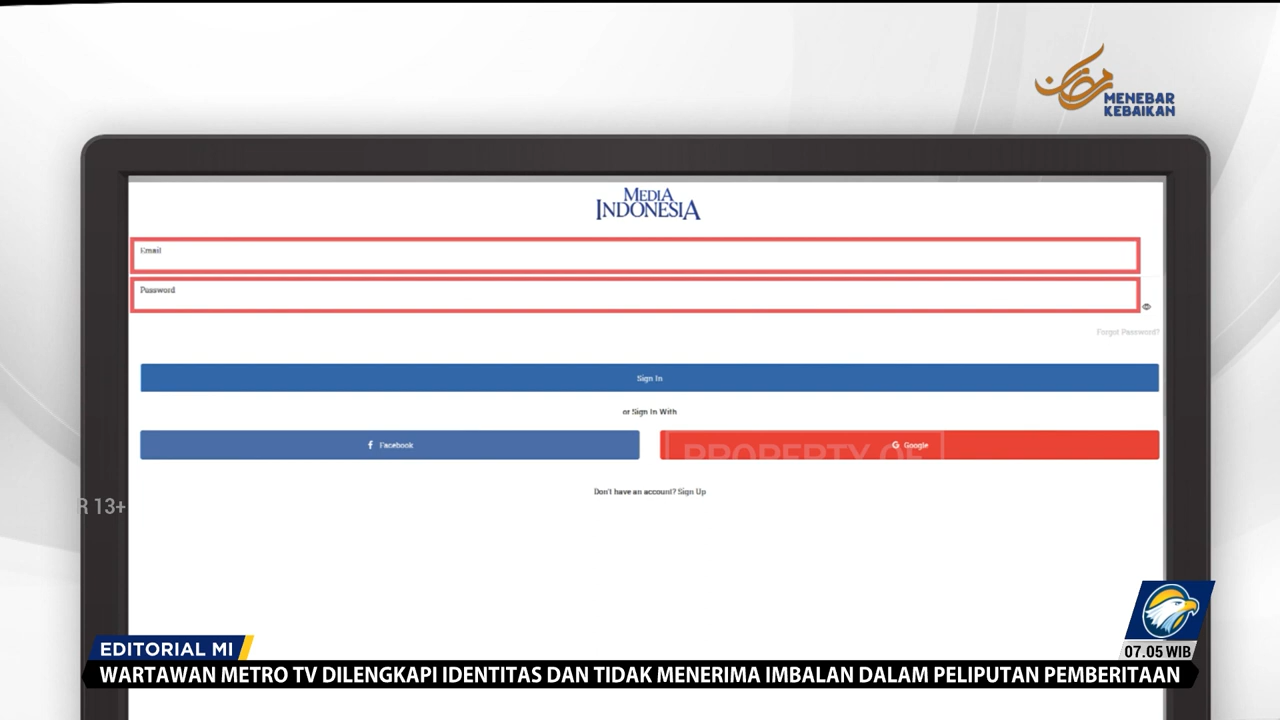 MENEBAR
KEBAIKAN
MEDIA
INDONESIA
Email
Password
Forgot Password?
Sign In
or Sign In With
Facebook
G Google
PROPERTY OF
Don't have an account? Sign Up
R 13+
EDITORIAL MI
07.05 WIB
WARTAWAN METRO TV DILENGKAPI IDENTITAS DAN TIDAK MENERIMA IMBALAN DALAM PELIPUTAN PEMBERITAAN